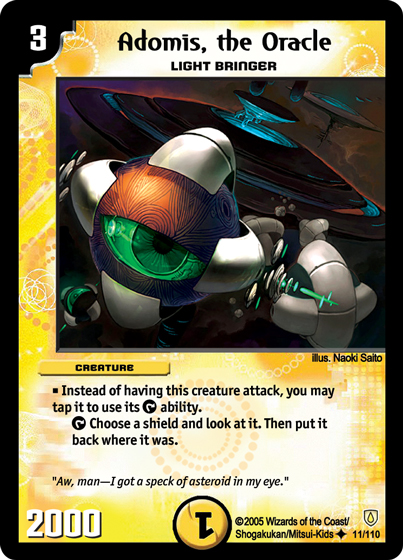 3
Adomis, the Oracle
LIGHT BRINGER
illus. Naoki Saito
CREATURE
▪ Instead of having this creature attack, you may
tap it to use its ability.
Choose a shield and look at it. Then put it
back where it was.
"Aw, man—I got a speck of asteroid in my eye."
2000
1
©2005 Wizards of the Coast/
Shogakukan/Mitsui-Kids ✦ 11/110